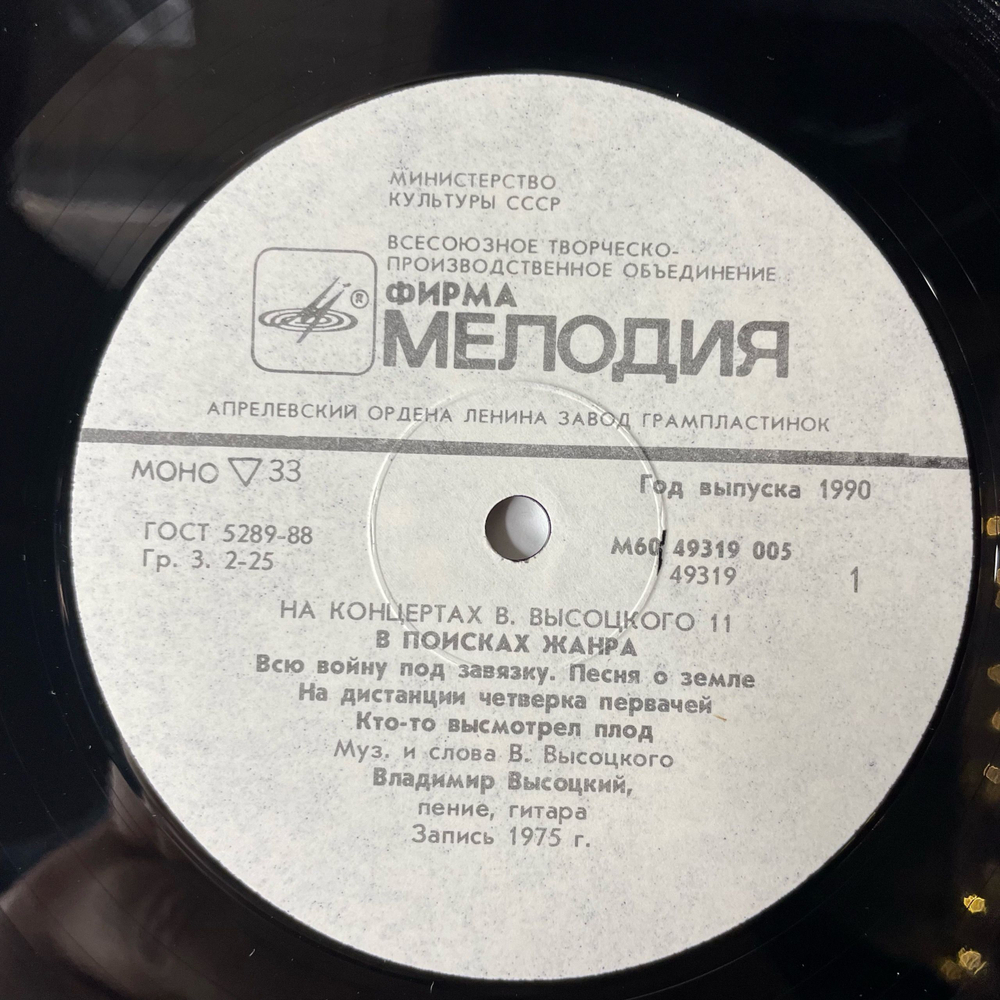 МИНИСТЕРСТВО
КУЛЬТУРЫ СССР
ВСЕСОЮЗНОЕ ТВОРЧЕСКО-
ПРОИЗВОДСТВЕННОЕ ОБЪЕДИНЕНИЕ
ФИРМА
®
МЕЛОДИЯ
АПРЕЛЕВСКИЙ ОРДЕНА ЛЕНИНА ЗАВОД ГРАМПЛАСТИНОК
МОНО ▽ 33
Год выпуска 1990
ГОСТ 5289-88
М60 49319 005
Гр. 3. 2-25
49319 1
НА КОНЦЕРТАХ В. ВЫСОЦКОГО 11
В ПОИСКАХ ЖАНРА
Всю войну под завязку. Песня о земле
На дистанции четверка первачей
Кто-то высмотрел плод
Муз. и слова В. Высоцкого
Владимир Высоцкий,
пение, гитара
Запись 1975 г.